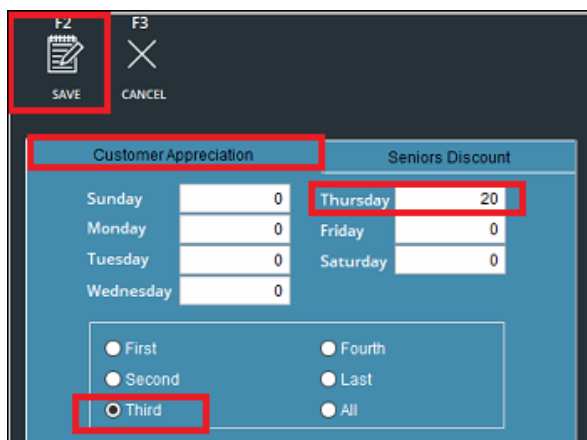 F2 F3
SAVE CANCEL
Customer Appreciation Seniors Discount
Sunday 0 Thursday 20
Monday 0 Friday 0
Tuesday 0 Saturday 0
Wednesday 0
First Fourth
Second Last
Third All